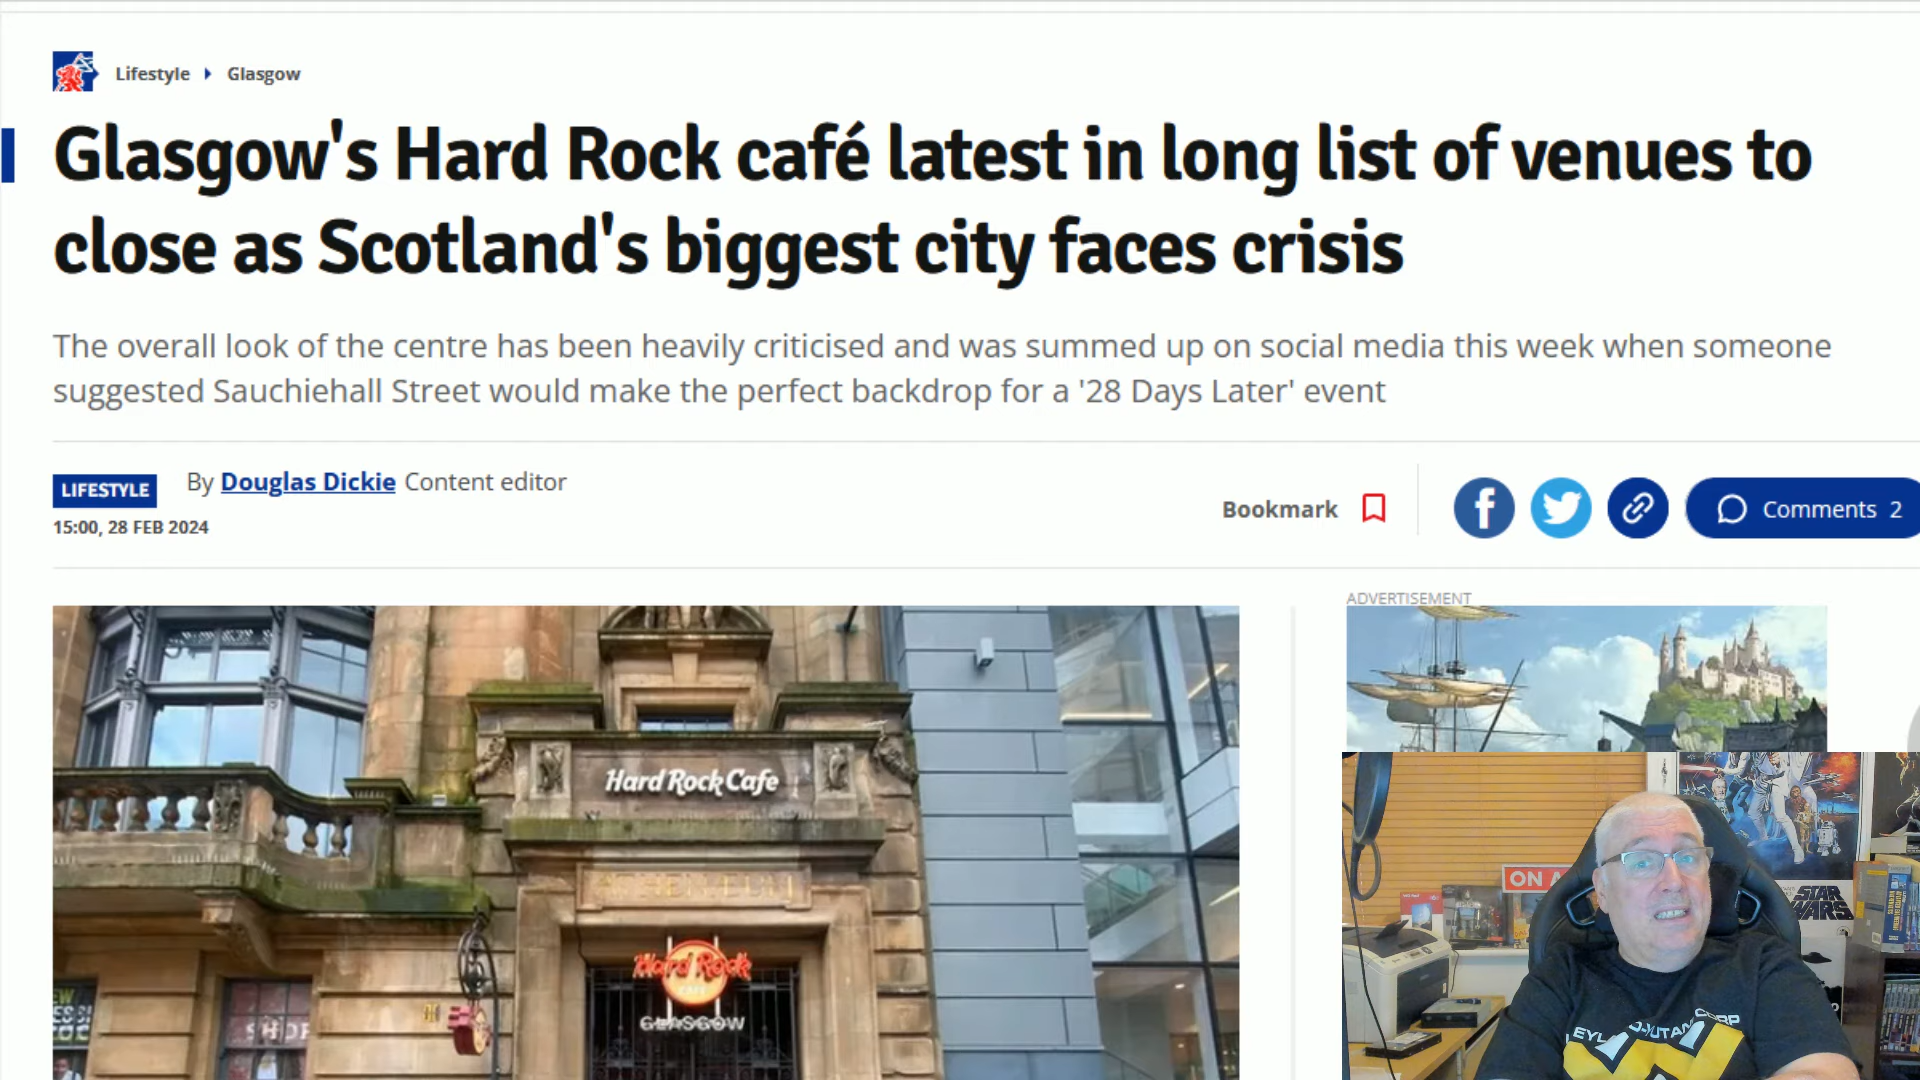 Lifestyle Glasgow
Glasgow's Hard Rock café latest in long list of venues to
close as Scotland's biggest city faces crisis
The overall look of the centre has been heavily criticised and was summed up on social media this week when someone
suggested Sauchiehall Street would make the perfect backdrop for a '28 Days Later' event
LIFESTYLE By Douglas Dickie Content editor
15:00, 28 FEB 2024
Bookmark
Comments 2
ADVERTISEMENT
Hard Rock Cafe
ATHENÆUM
Hard Rock
CAFE
GLASGOW
ON A
STAR
WARS